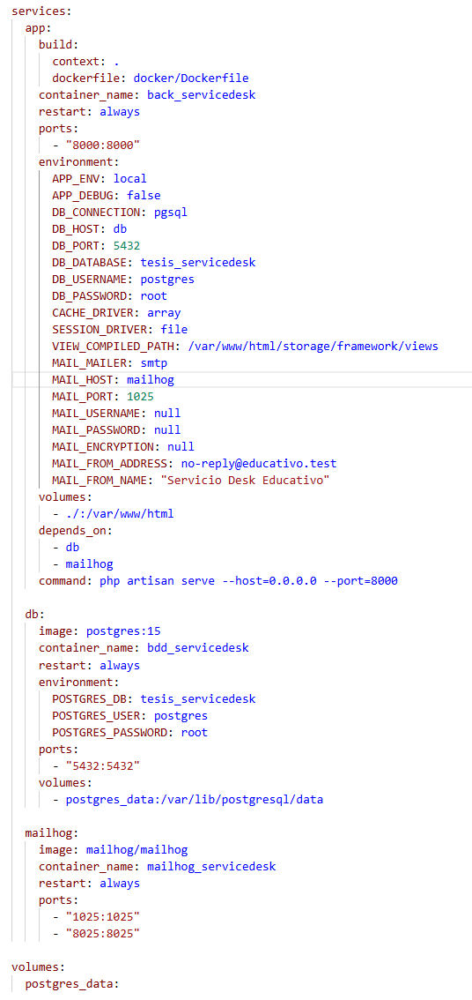 services:
  app:
    build:
      context: .
      dockerfile: docker/Dockerfile
    container_name: back_servicedesk
    restart: always
    ports:
      - "8000:8000"
    environment:
      APP_ENV: local
      APP_DEBUG: false
      DB_CONNECTION: pgsql
      DB_HOST: db
      DB_PORT: 5432
      DB_DATABASE: tesis_servicedesk
      DB_USERNAME: postgres
      DB_PASSWORD: root
      CACHE_DRIVER: array
      SESSION_DRIVER: file
      VIEW_COMPILED_PATH: /var/www/html/storage/framework/views
      MAIL_MAILER: smtp
      MAIL_HOST: mailhog
      MAIL_PORT: 1025
      MAIL_USERNAME: null
      MAIL_PASSWORD: null
      MAIL_ENCRYPTION: null
      MAIL_FROM_ADDRESS: no-reply@educativo.test
      MAIL_FROM_NAME: "Servicio Desk Educativo"
    volumes:
      - ./:/var/www/html
    depends_on:
      - db
      - mailhog
    command: php artisan serve --host=0.0.0.0 --port=8000

  db:
    image: postgres:15
    container_name: bdd_servicedesk
    restart: always
    environment:
      POSTGRES_DB: tesis_servicedesk
      POSTGRES_USER: postgres
      POSTGRES_PASSWORD: root
    ports:
      - "5432:5432"
    volumes:
      - postgres_data:/var/lib/postgresql/data

  mailhog:
    image: mailhog/mailhog
    container_name: mailhog_servicedesk
    restart: always
    ports:
      - "1025:1025"
      - "8025:8025"

volumes:
  postgres_data: